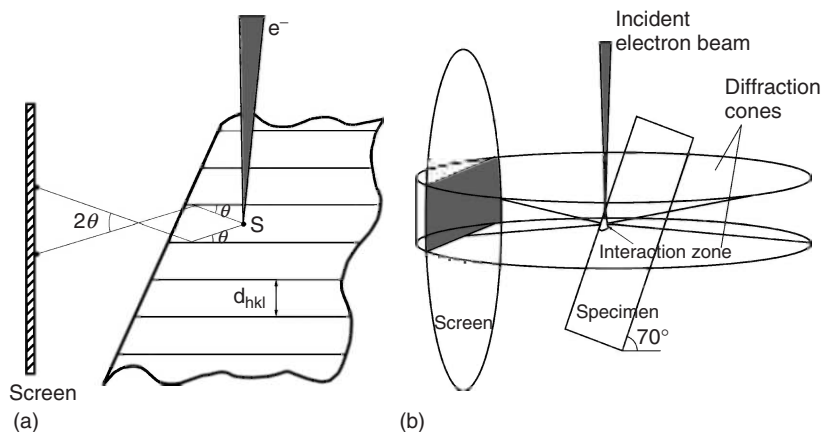 e⁻
2θ
θ
S
θ
d_hkl
Screen
(a)
Incident
electron beam
Diffraction
cones
Interaction zone
Specimen
Screen
70°
(b)